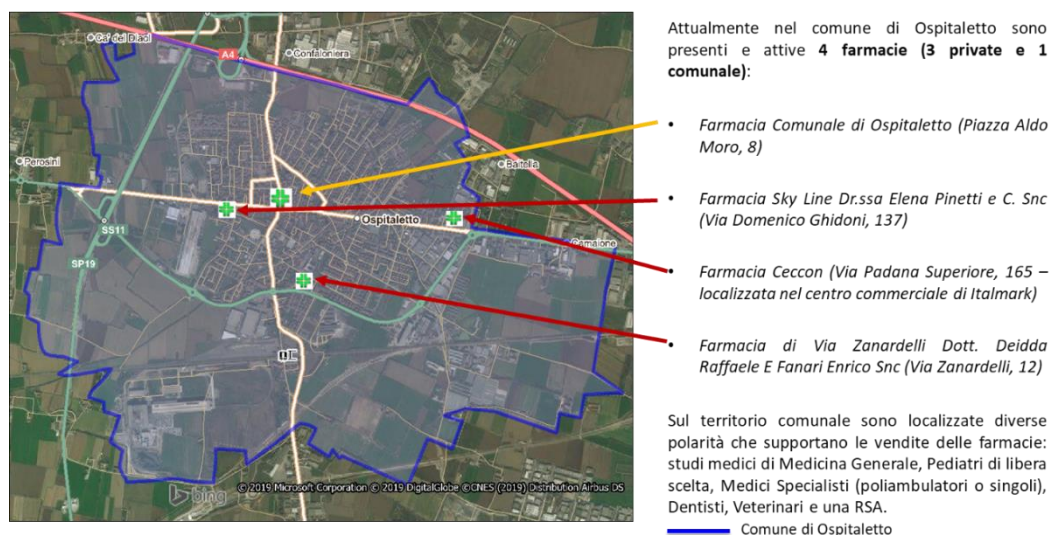 Ca' del Diaol
A4
Confaloniera
Perosini
Baitella
Ospitaletto
Camaione
SS11
SP19
bing
© 2019 Microsoft Corporation © 2019 DigitalGlobe ©CNES (2019) Distribution Airbus DS
Attualmente nel comune di Ospitaletto sono
presenti e attive 4 farmacie (3 private e 1
comunale):
• Farmacia Comunale di Ospitaletto (Piazza Aldo
Moro, 8)
• Farmacia Sky Line Dr.ssa Elena Pinetti e C. Snc
(Via Domenico Ghidoni, 137)
• Farmacia Ceccon (Via Padana Superiore, 165 –
localizzata nel centro commerciale di Italmark)
• Farmacia di Via Zanardelli Dott. Deidda
Raffaele E Fanari Enrico Snc (Via Zanardelli, 12)
Sul territorio comunale sono localizzate diverse
polarità che supportano le vendite delle farmacie:
studi medici di Medicina Generale, Pediatri di libera
scelta, Medici Specialisti (poliambulatori o singoli),
Dentisti, Veterinari e una RSA.
Comune di Ospitaletto